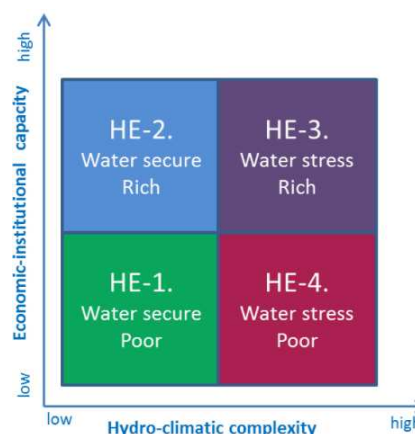 high
Economic-institutional capacity
low
HE-2.
Water secure
Rich
HE-3.
Water stress
Rich
HE-1.
Water secure
Poor
HE-4.
Water stress
Poor
low
Hydro-climatic complexity
high